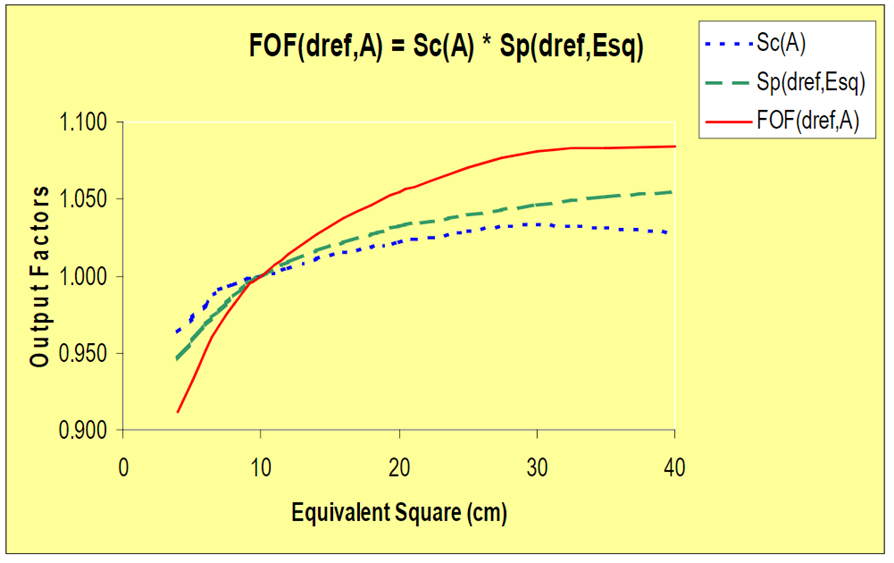 FOF(dref,A) = Sc(A) * Sp(dref,Esq)
Sc(A)
Sp(dref,Esq)
FOF(dref,A)
Output Factors
1.100
1.050
1.000
0.950
0.900
0 10 20 30 40
Equivalent Square (cm)